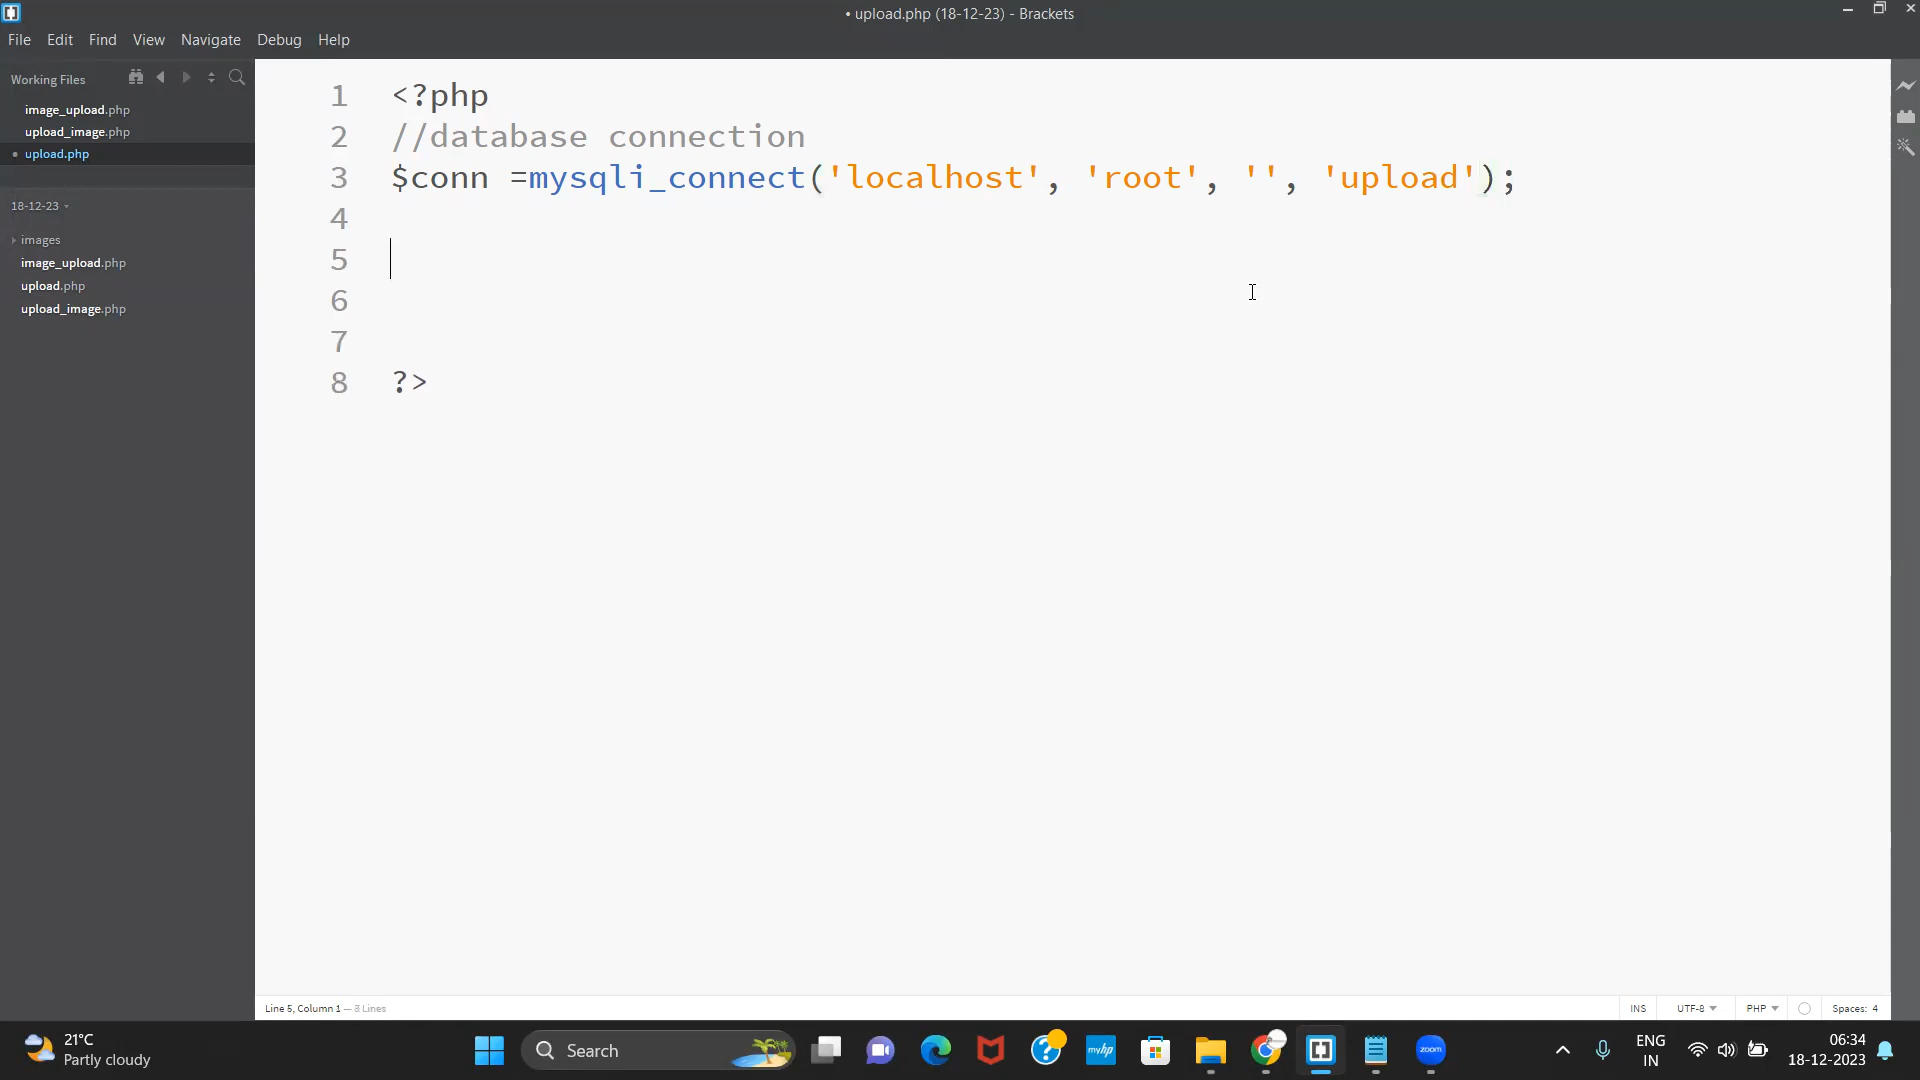 • upload.php (18-12-23) - Brackets
File Edit Find View Navigate Debug Help
Working Files
image_upload.php
upload_image.php
• upload.php
18-12-23
images
image_upload.php
upload.php
upload_image.php
1 <?php
2 //database connection
3 $conn =mysqli_connect('localhost', 'root', '', 'upload');
4
5
6
7
8 ?>
Line 5, Column 1 — 8 Lines
INS UTF-8 PHP Spaces: 4
21°C
Partly cloudy
Search
myhp
zoom
ENG
IN
06:34
18-12-2023